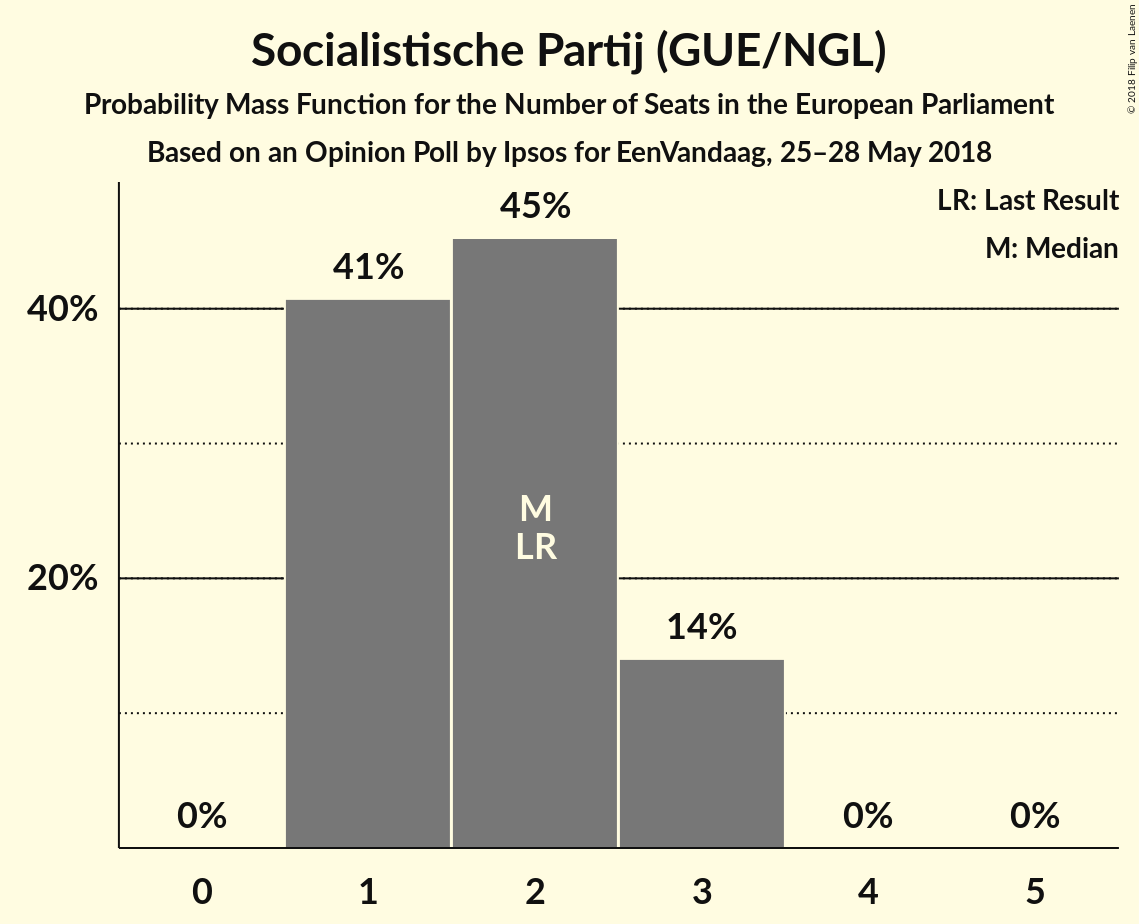 Socialistische Partij (GUE/NGL)
Probability Mass Function for the Number of Seats in the European Parliament
Based on an Opinion Poll by Ipsos for EenVandaag, 25–28 May 2018
© 2018 Filip van Laenen
LR: Last Result
M: Median
45%
41%
40%
M
LR
20%
14%
0%
0%
0%
0
1
2
3
4
5